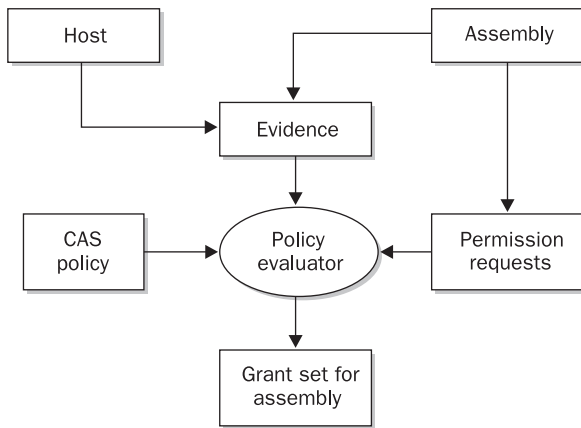 Host
Assembly
Evidence
CAS
policy
Policy
evaluator
Permission
requests
Grant set for
assembly